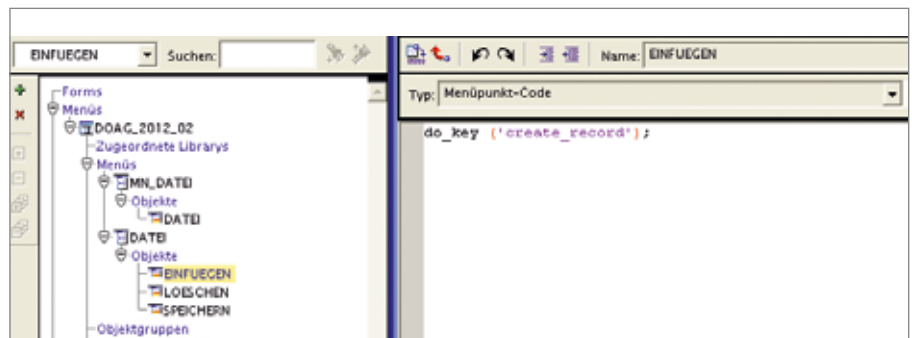 EINFUEGEN Suchen:
Name: EINFUEGEN
Typ: Menüpunkt-Code
do_key ('create_record');
Forms
Menüs
DOAG_2012_02
Zugeordnete Librarys
Menüs
MN_DATEI
Objekte
DATEI
DATEI
Objekte
EINFUEGEN
LOESCHEN
SPEICHERN
Objektgruppen